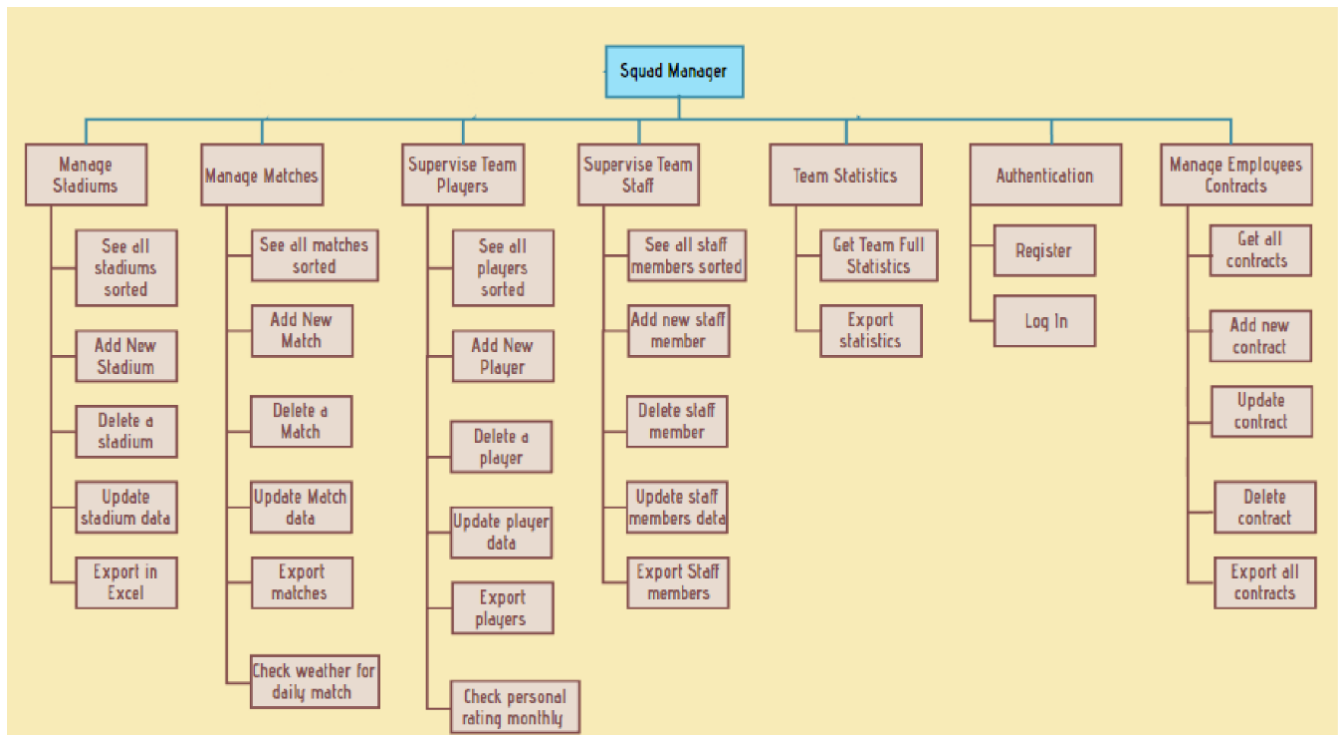 Squad Manager
Manage
Stadiums
See all
stadiums
sorted
Add New
Stadium
Delete a
stadium
Update
stadium data
Export in
Excel
Manage Matches
See all matches
sorted
Add New
Match
Delete a
Match
Update Match
data
Export
matches
Check weather for
daily match
Supervise Team
Players
See all
players
sorted
Add New
Player
Delete a
player
Update player
data
Export
players
Check personal
rating monthly
Supervise Team
Staff
See all staff
members sorted
Add new staff
member
Delete staff
member
Update staff
members data
Export Staff
members
Team Statistics
Get Team Full
Statistics
Export
statistics
Authentication
Register
Log In
Manage Employees
Contracts
Get all
contracts
Add new
contract
Update
contract
Delete
contract
Export all
contracts